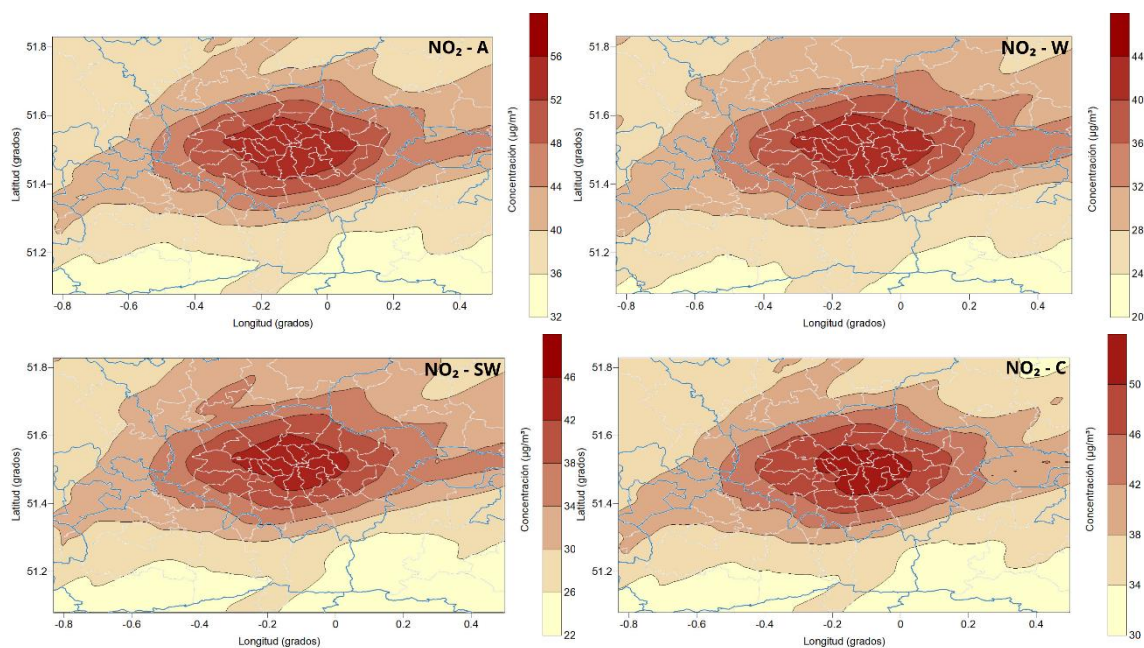 NO₂ - A
51.8
51.6
51.4
51.2
Latitud (grados)
-0.8 -0.6 -0.4 -0.2 0 0.2 0.4
Longitud (grados)
56
52
48
44
40
36
32
Concentración (µg/m³)
NO₂ - W
51.8
51.6
51.4
51.2
Latitud (grados)
-0.8 -0.6 -0.4 -0.2 0 0.2 0.4
Longitud (grados)
44
40
36
32
28
24
20
Concentración (µg/m³)
NO₂ - SW
51.8
51.6
51.4
51.2
Latitud (grados)
-0.8 -0.6 -0.4 -0.2 0 0.2 0.4
Longitud (grados)
46
42
38
34
30
26
22
Concentración (µg/m³)
NO₂ - C
51.8
51.6
51.4
51.2
Latitud (grados)
-0.8 -0.6 -0.4 -0.2 0 0.2 0.4
Longitud (grados)
50
46
42
38
34
30
Concentración (µg/m³)